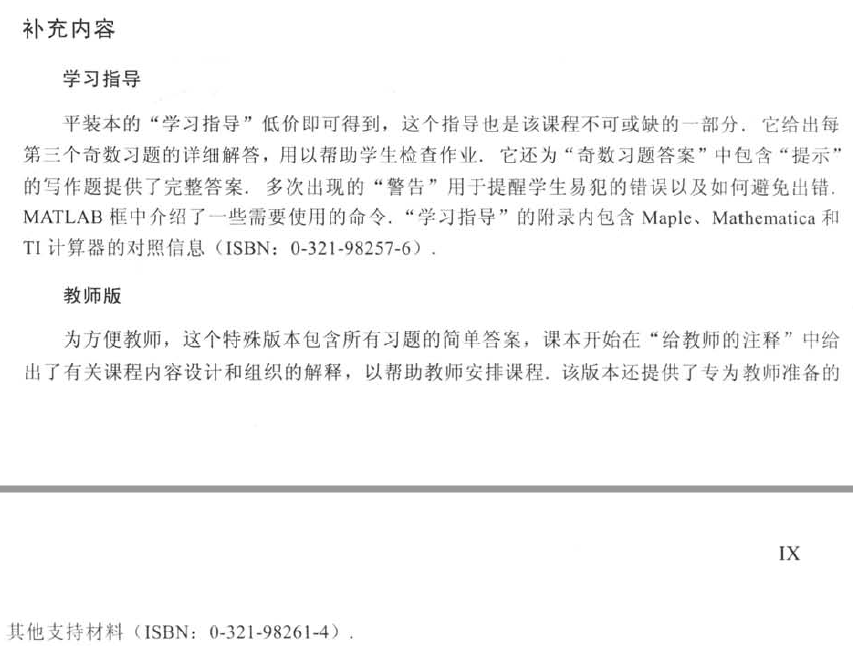 补充内容
学习指导
平装本的“学习指导”低价即可得到，这个指导也是该课程不可或缺的一部分．它给出每
第三个奇数习题的详细解答，用以帮助学生检查作业．它还为“奇数习题答案”中包含“提示”
的写作题提供了完整答案．多次出现的“警告”用于提醒学生易犯的错误以及如何避免出错．
MATLAB 框中介绍了一些需要使用的命令．“学习指导”的附录内包含 Maple、Mathematica 和
TI 计算器的对照信息（ISBN：0-321-98257-6）．
教师版
为方便教师，这个特殊版本包含所有习题的简单答案，课本开始在“给教师的注释”中给
出了有关课程内容设计和组织的解释，以帮助教师安排课程．该版本还提供了专为教师准备的
IX
其他支持材料（ISBN：0-321-98261-4）．